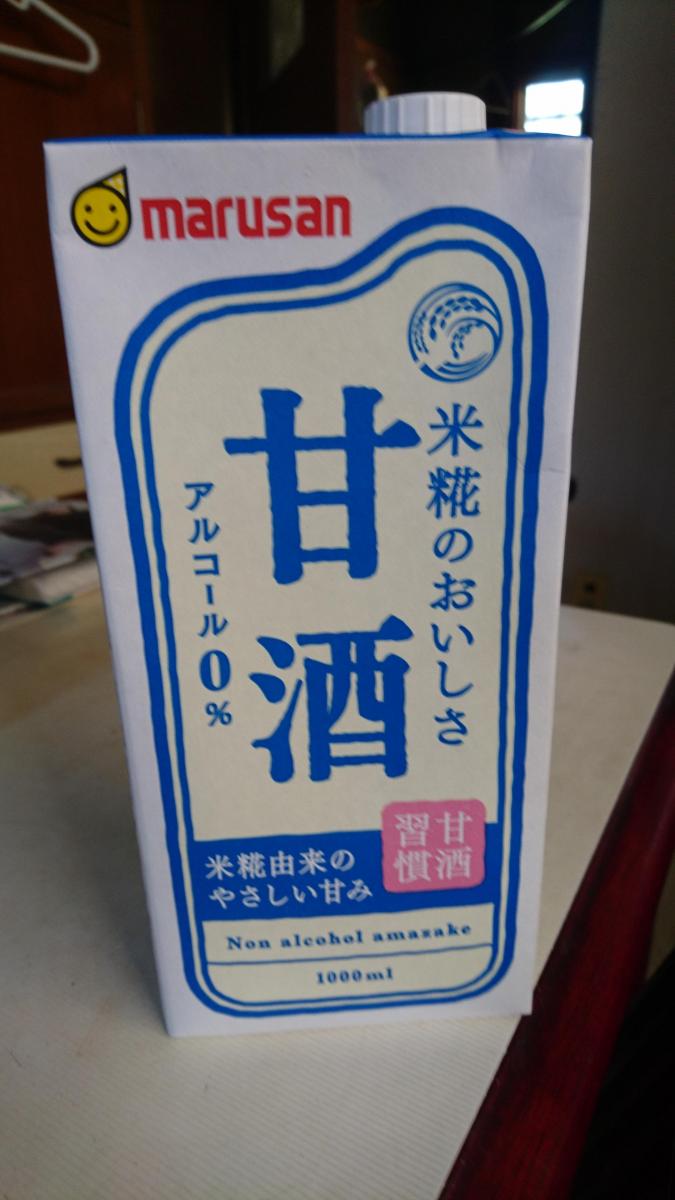 marusan
米糀のおいしさ
甘酒
アルコール0%
甘酒
習慣
米糀由来の
やさしい甘み
Non alcohol amazake
1000ml